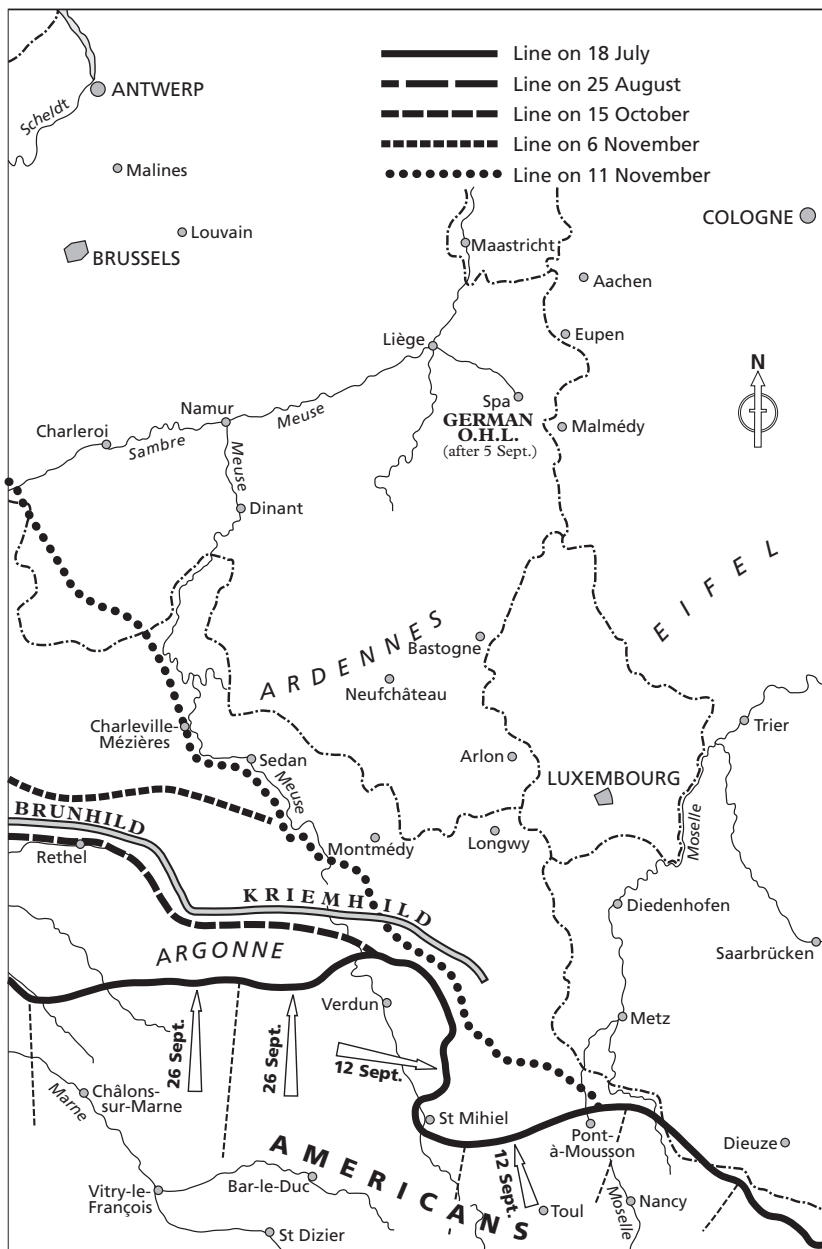 Line on 18 July
Line on 25 August
Line on 15 October
Line on 6 November
Line on 11 November
ANTWERP
Scheldt
Malines
Louvain
BRUSSELS
COLOGNE
Maastricht
Aachen
Liège
Eupen
N
Spa
GERMAN
O.H.L.
(after 5 Sept.)
Malmédy
Namur
Meuse
Charleroi
Sambre
Meuse
Dinant
EIFEL
ARDENNES
Bastogne
Neufchâteau
Charleville-
Mézières
Sedan
Meuse
Arlon
Trier
LUXEMBOURG
Moselle
BRUNHILD
Rethel
Montmédy
Longwy
KRIEMHILD
Diedenhofen
ARGONNE
Saarbrücken
Verdun
Metz
26 Sept.
26 Sept.
12 Sept.
Châlons-
sur-Marne
Marne
St Mihiel
Pont-
à-Mousson
Dieuze
AMERICANS
12 Sept.
Vitry-le-
François
Bar-le-Duc
St Dizier
Toul
Moselle
Nancy